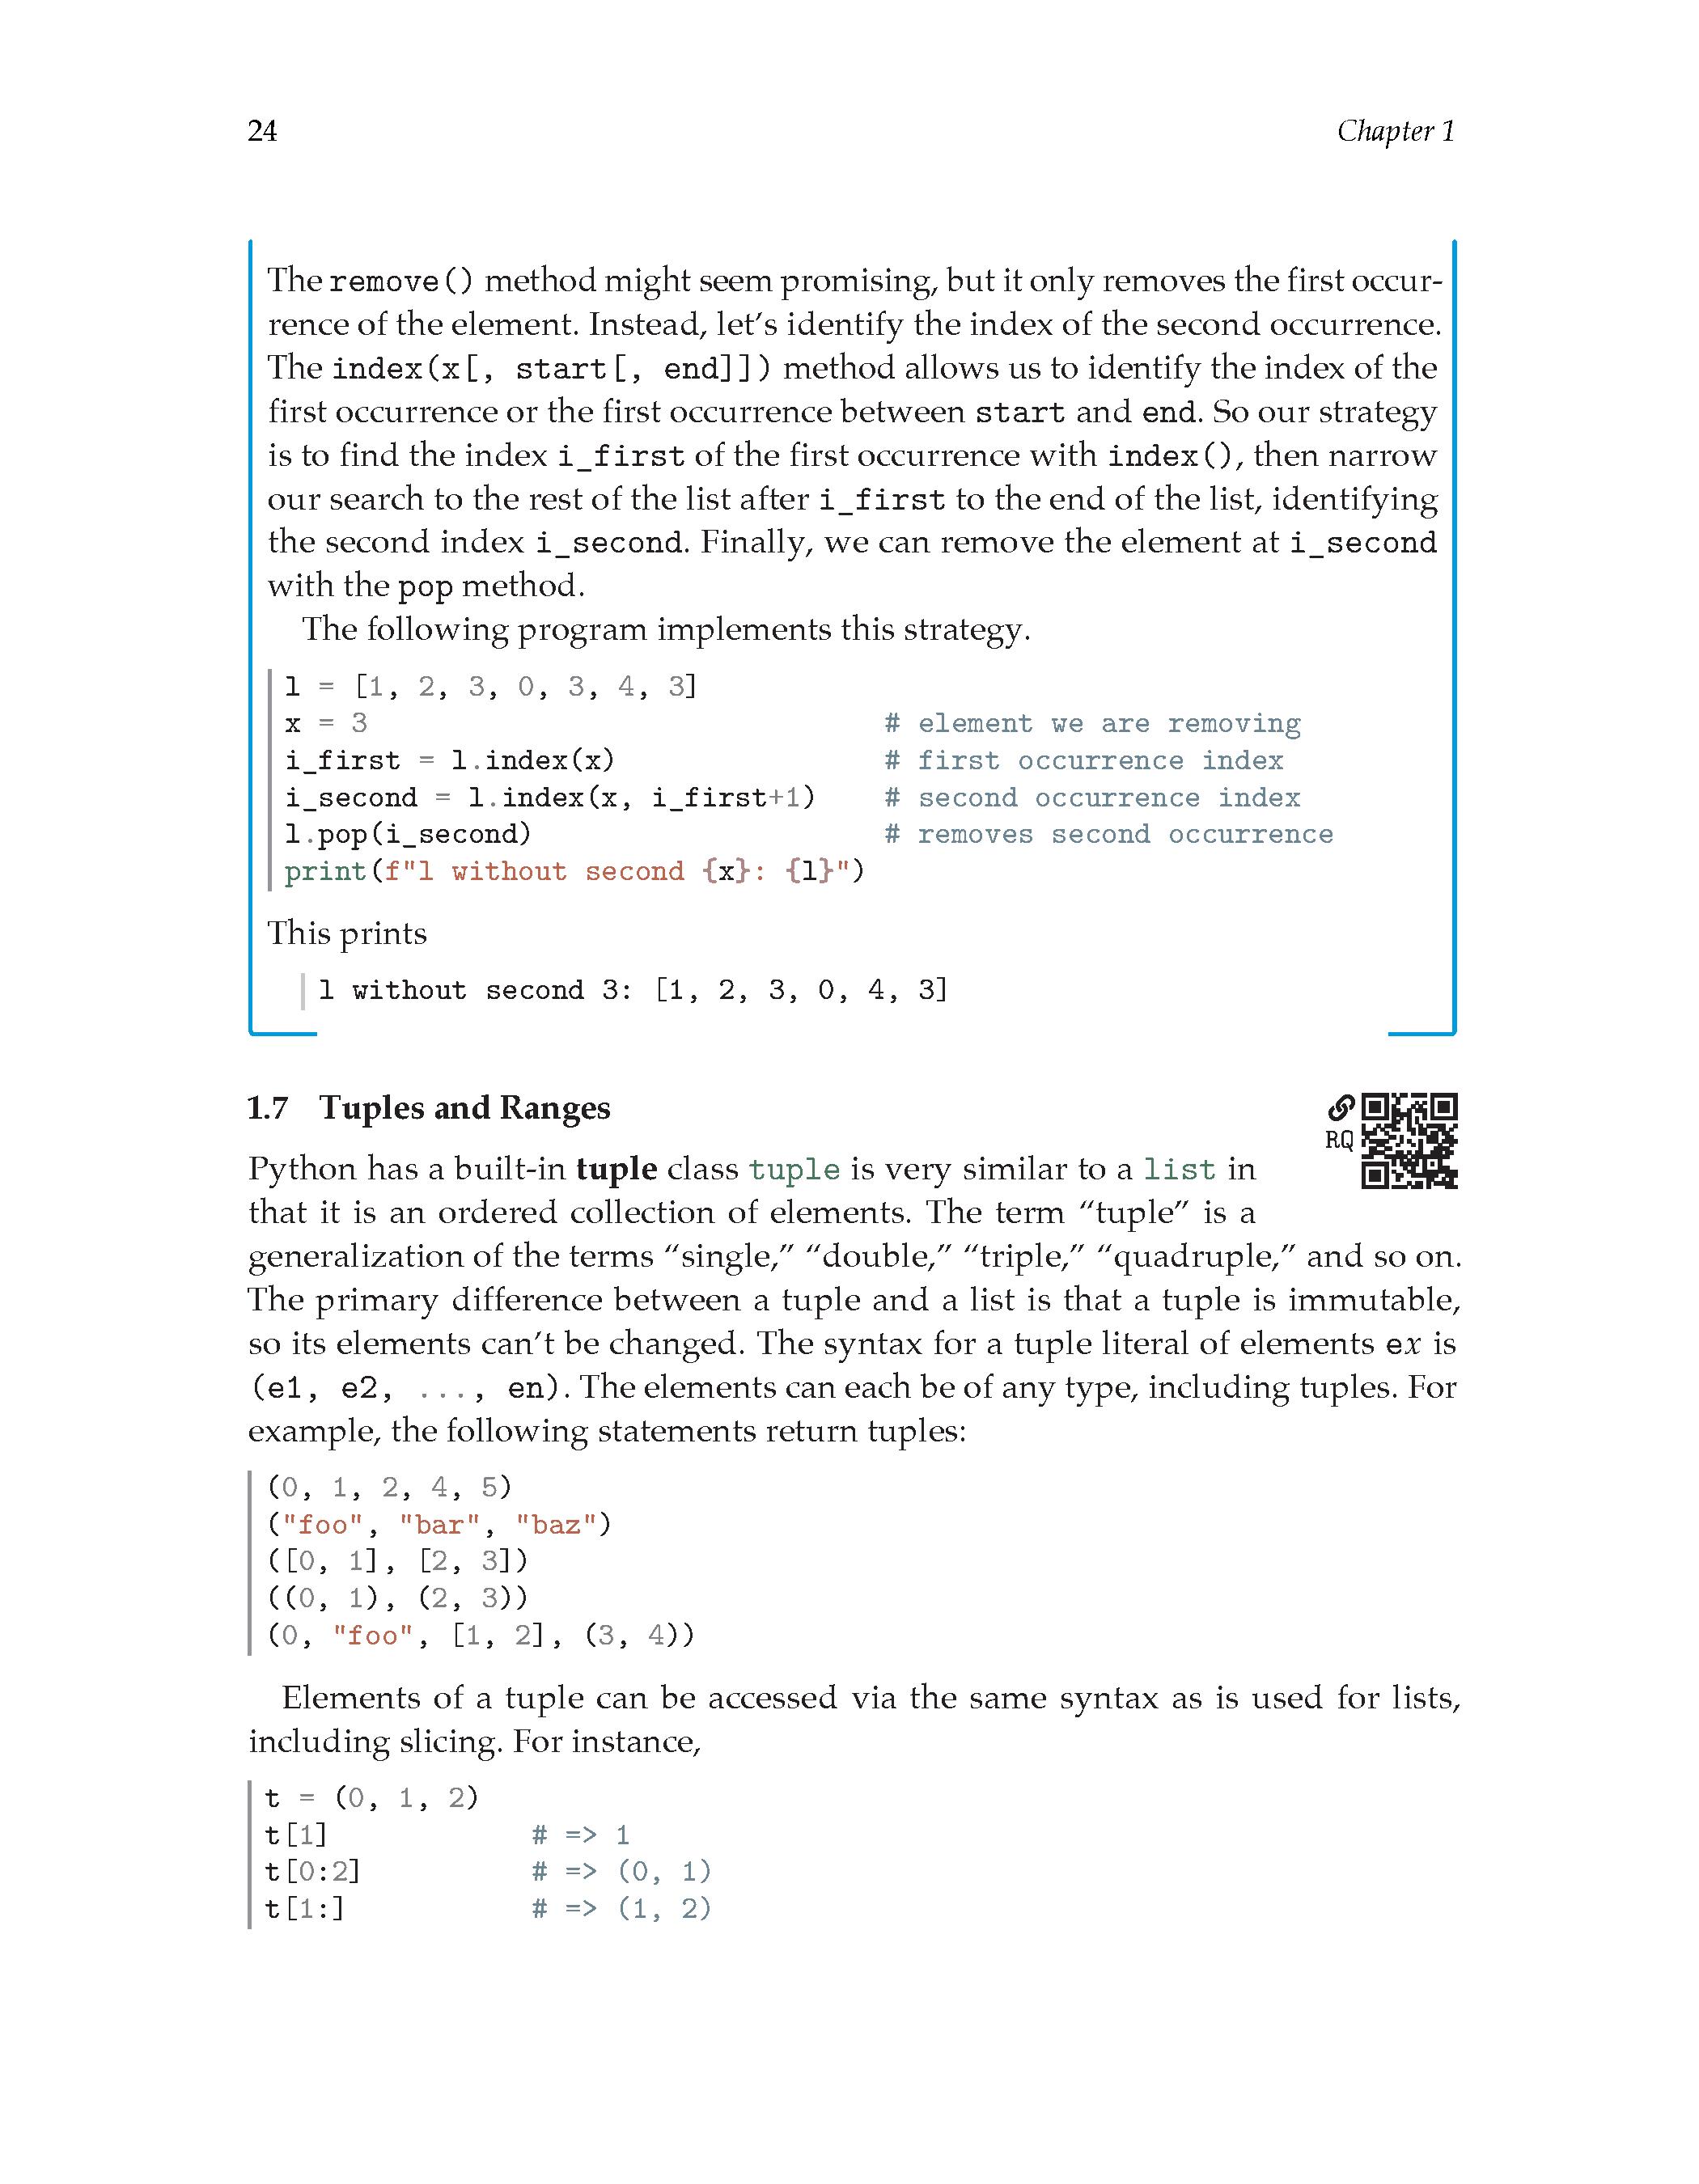 24 Chapter 1
The remove() method might seem promising, but it only removes the first occur-
rence of the element. Instead, let's identify the index of the second occurrence.
The index(x[, start[, end]]) method allows us to identify the index of the
first occurrence or the first occurrence between start and end. So our strategy
is to find the index i_first of the first occurrence with index(), then narrow
our search to the rest of the list after i_first to the end of the list, identifying
the second index i_second. Finally, we can remove the element at i_second
with the pop method.
The following program implements this strategy.
l = [1, 2, 3, 0, 3, 4, 3]
x = 3 # element we are removing
i_first = l.index(x) # first occurrence index
i_second = l.index(x, i_first+1) # second occurrence index
l.pop(i_second) # removes second occurrence
print(f"l without second {x}: {l}")
This prints
l without second 3: [1, 2, 3, 0, 4, 3]
1.7 Tuples and Ranges
RQ
Python has a built-in tuple class tuple is very similar to a list in
that it is an ordered collection of elements. The term “tuple” is a
generalization of the terms “single,” “double,” “triple,” “quadruple,” and so on.
The primary difference between a tuple and a list is that a tuple is immutable,
so its elements can't be changed. The syntax for a tuple literal of elements ex is
(e1, e2, ..., en). The elements can each be of any type, including tuples. For
example, the following statements return tuples:
(0, 1, 2, 4, 5)
("foo", "bar", "baz")
([0, 1], [2, 3])
((0, 1), (2, 3))
(0, "foo", [1, 2], (3, 4))
Elements of a tuple can be accessed via the same syntax as is used for lists,
including slicing. For instance,
t = (0, 1, 2)
t[1] # => 1
t[0:2] # => (0, 1)
t[1:] # => (1, 2)